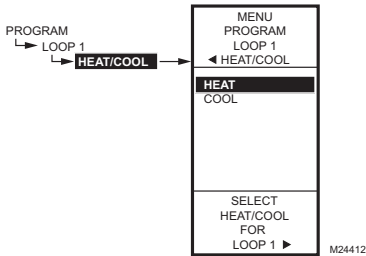 PROGRAM
LOOP 1
HEAT/COOL
MENU
PROGRAM
LOOP 1
◄ HEAT/COOL
HEAT
COOL
SELECT
HEAT/COOL
FOR
LOOP 1 ►
M24412